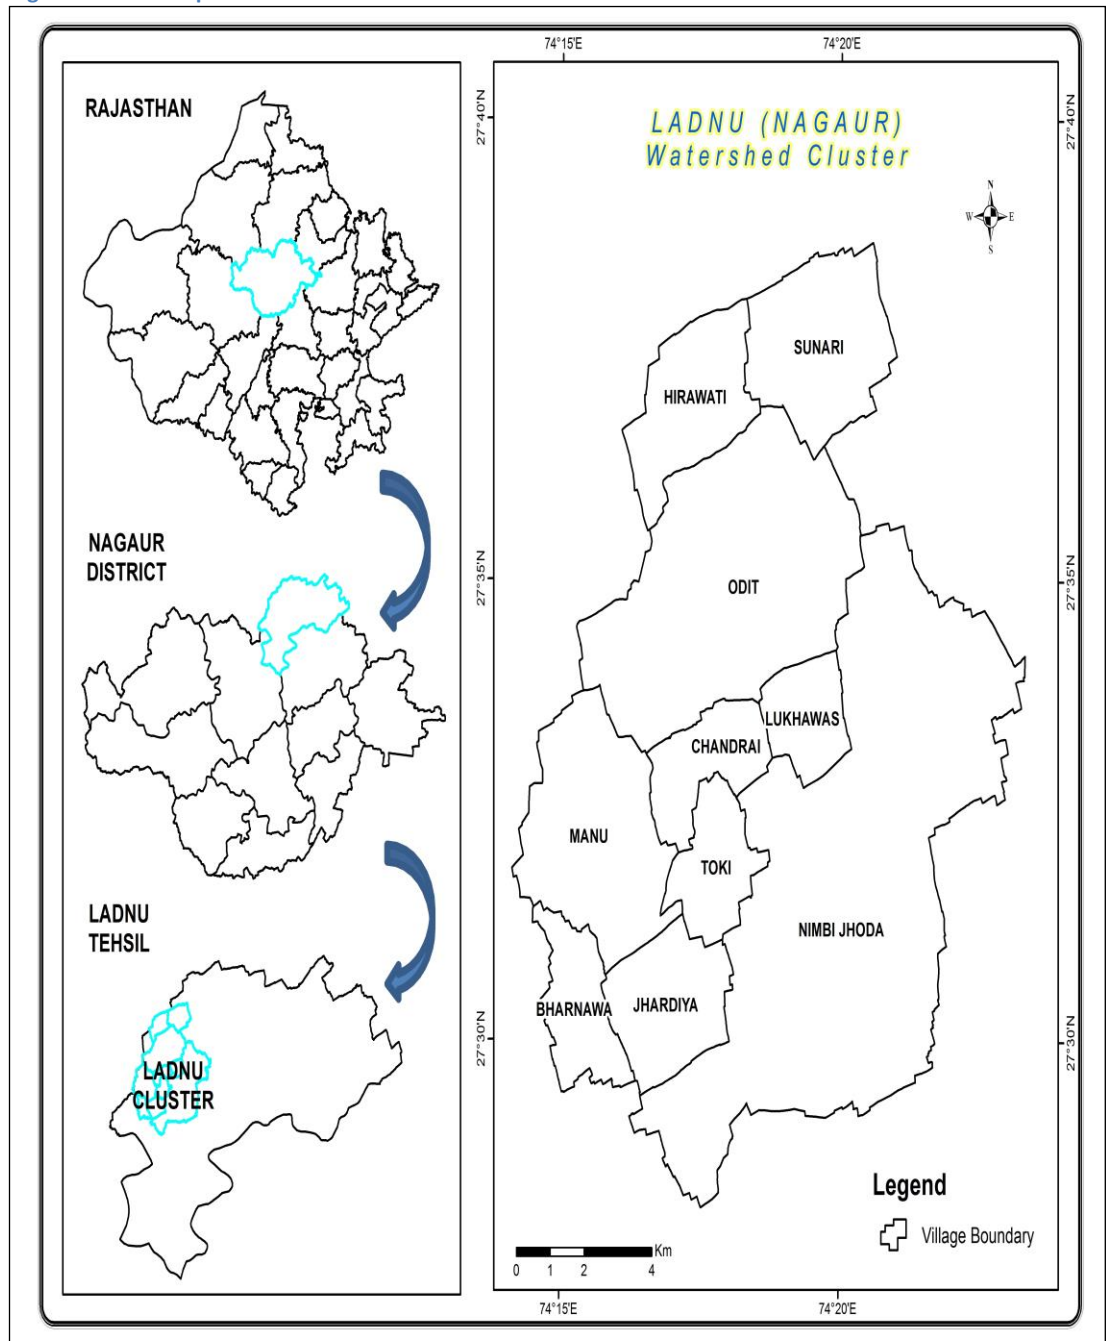 RAJASTHAN
NAGAUR
DISTRICT
LADNU
TEHSIL
LADNU
CLUSTER
74°15'E
74°20'E
27°40'N
27°40'N
LADNU (NAGAUR)
Watershed Cluster
N
W
E
S
SUNARI
HIRAWATI
27°35'N
27°35'N
ODIT
LUKHAWAS
CHANDRAI
MANU
TOKI
NIMBI JHODA
BHARNAWA
JHARDIYA
27°30'N
27°30'N
Legend
Village Boundary
Km
0 1 2 4
74°15'E
74°20'E